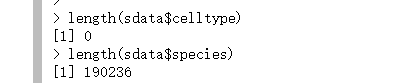 >
> length(sdata$celltype)
[1] 0
> length(sdata$species)
[1] 190236